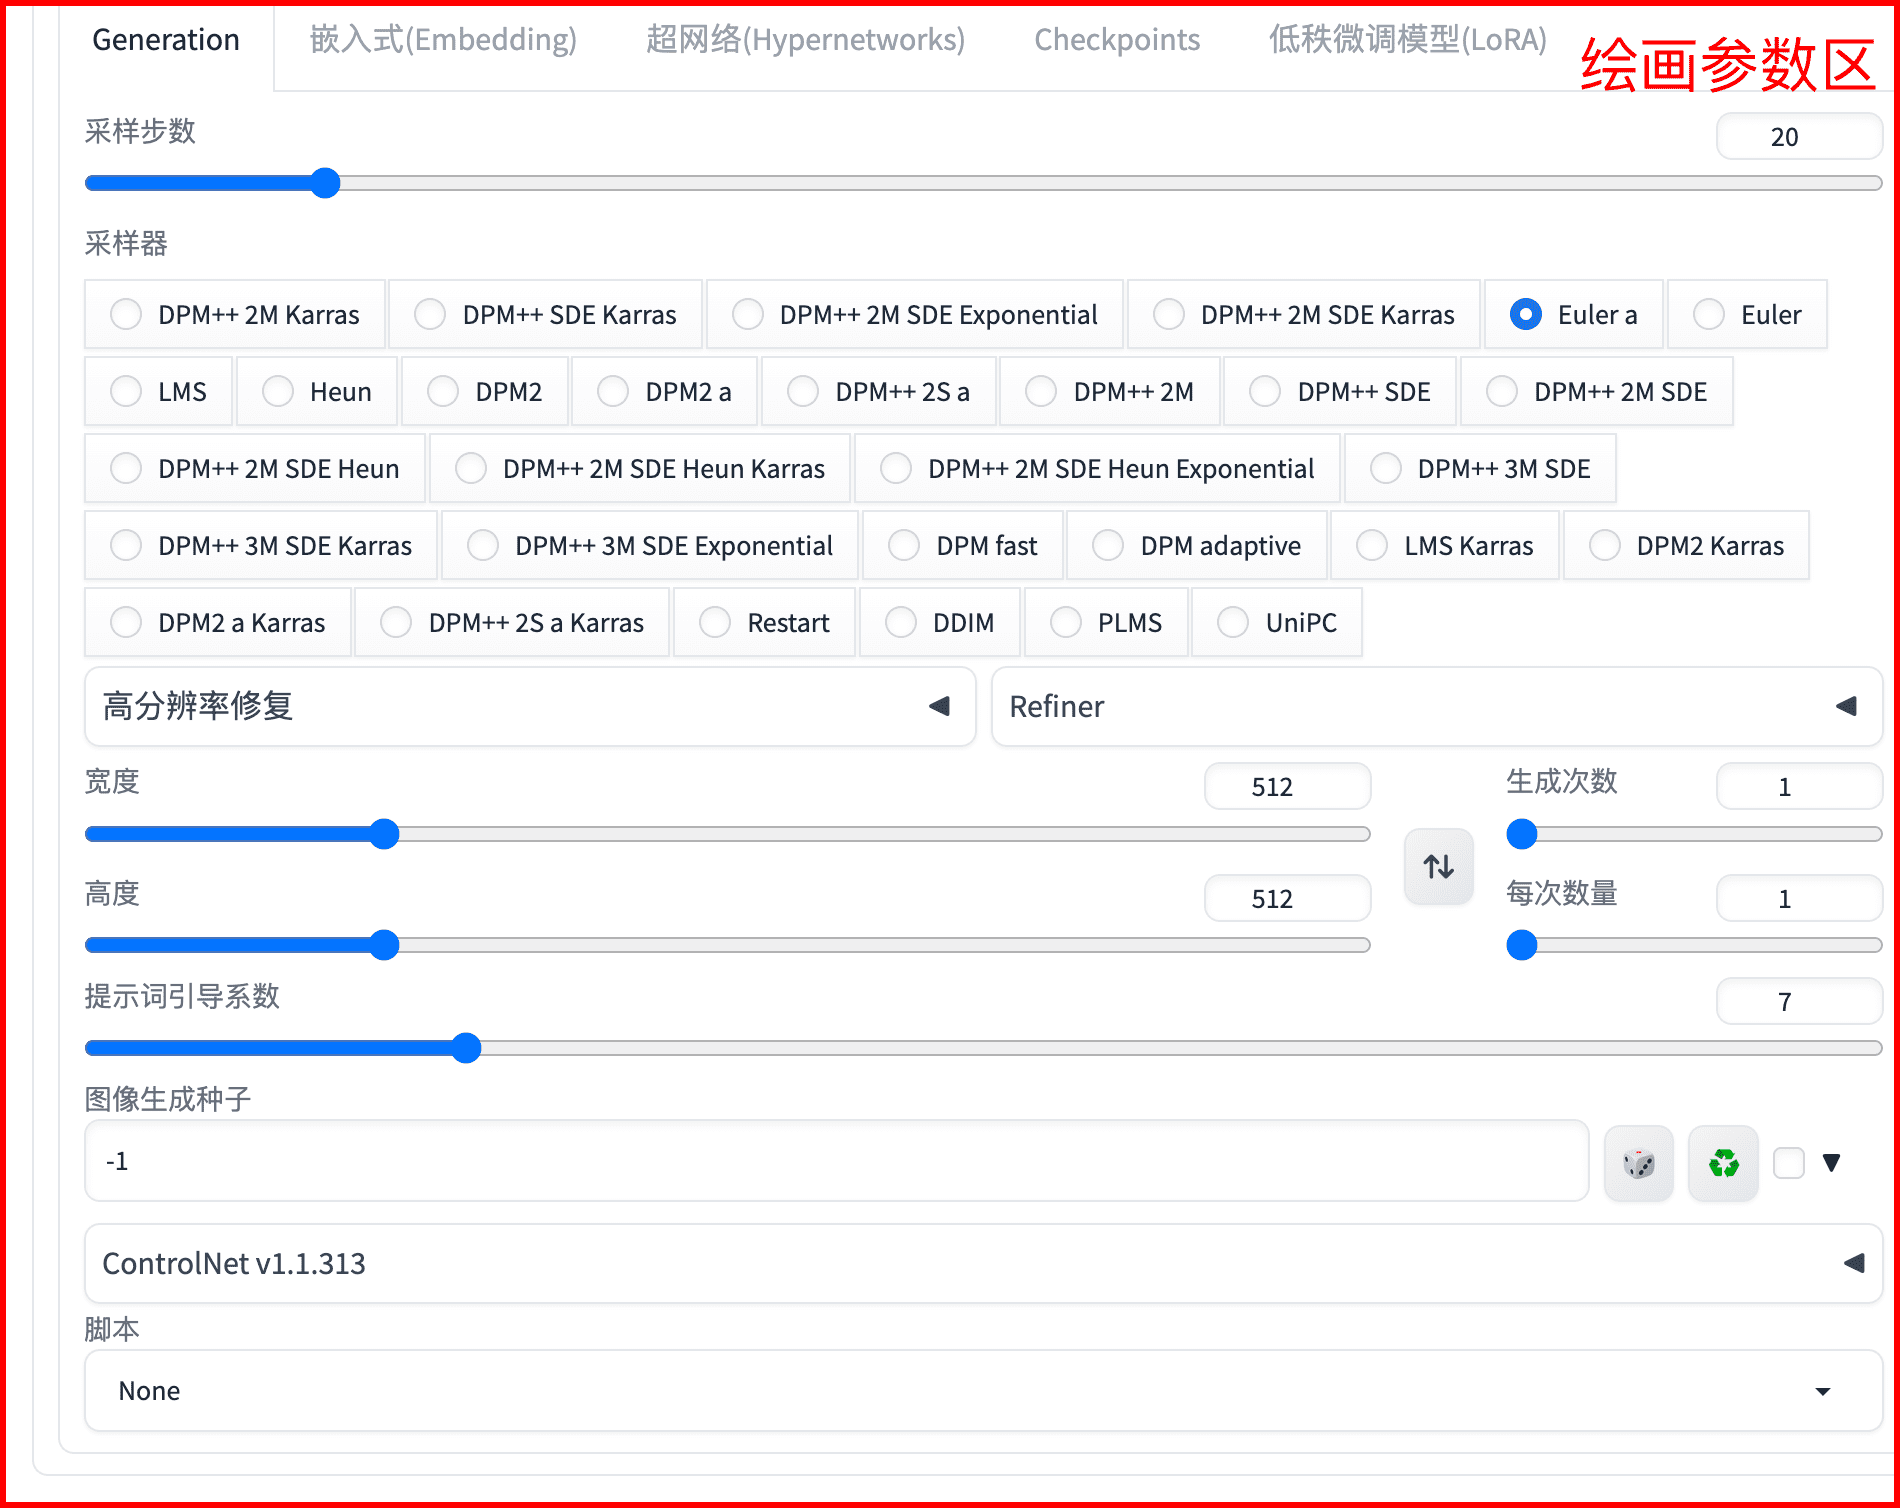 Generation 嵌入式(Embedding) 超网络(Hypernetworks) Checkpoints 低秩微调模型(LoRA) 绘画参数区
采样步数 20
采样器
DPM++ 2M Karras DPM++ SDE Karras DPM++ 2M SDE Exponential DPM++ 2M SDE Karras Euler a Euler
LMS Heun DPM2 DPM2 a DPM++ 2S a DPM++ 2M DPM++ SDE DPM++ 2M SDE
DPM++ 2M SDE Heun DPM++ 2M SDE Heun Karras DPM++ 2M SDE Heun Exponential DPM++ 3M SDE
DPM++ 3M SDE Karras DPM++ 3M SDE Exponential DPM fast DPM adaptive LMS Karras DPM2 Karras
DPM2 a Karras DPM++ 2S a Karras Restart DDIM PLMS UniPC
高分辨率修复 Refiner
宽度 512 生成次数 1
高度 512 每次数量 1
提示词引导系数 7
图像生成种子
-1
ControlNet v1.1.313
脚本
None